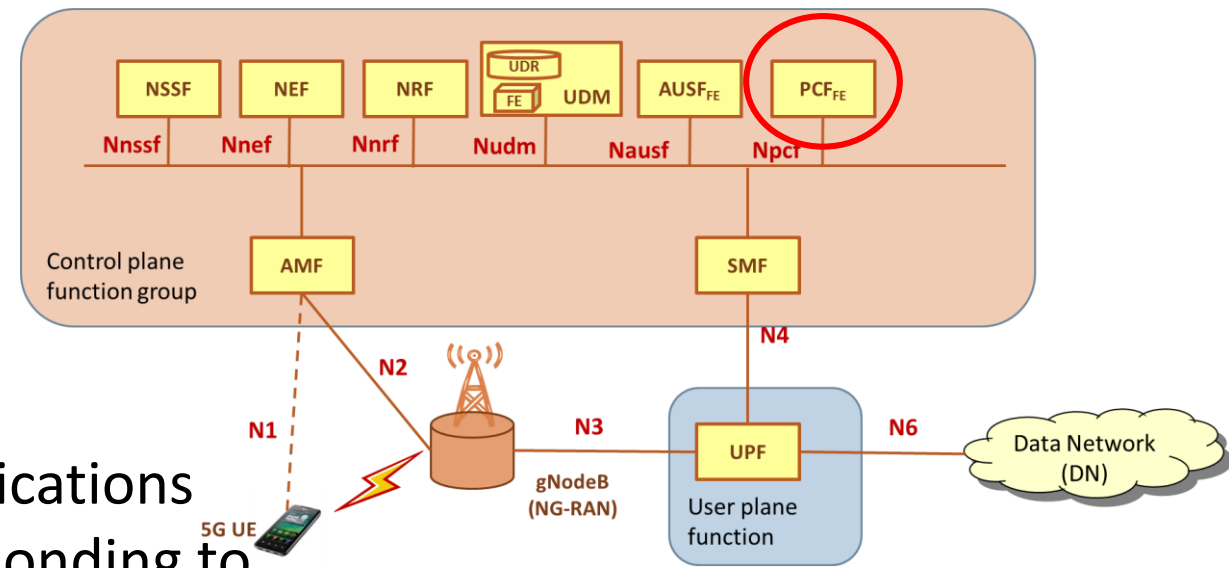 NSSF
NEF
NRF
UDR
FE
UDM
AUSF_FE
PCF_FE
Nnssf
Nnef
Nnrf
Nudm
Nausf
Npcf
Control plane
function group
AMF
SMF
N4
N2
N1
N3
N6
UPF
Data Network
(DN)
gNodeB
(NG-RAN)
User plane
function
5G UE
ications
onding to